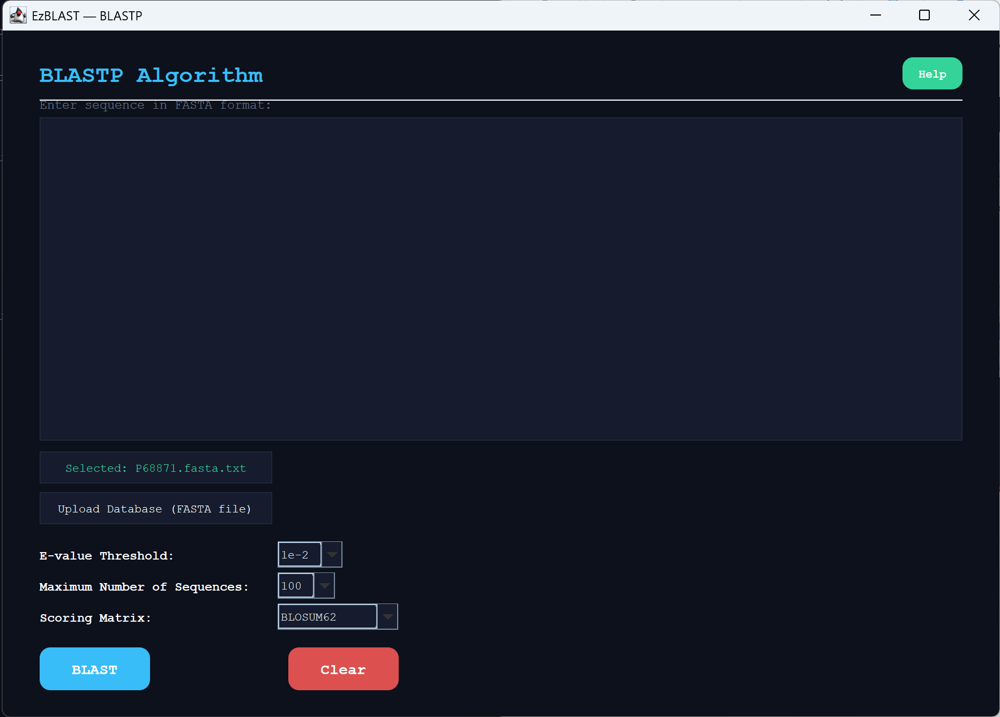 EzBLAST — BLASTP
BLASTP Algorithm
Help
Enter sequence in FASTA format:
Selected: P68871.fasta.txt
Upload Database (FASTA file)
E-value Threshold: 1e-2
Maximum Number of Sequences: 100
Scoring Matrix: BLOSUM62
BLAST Clear